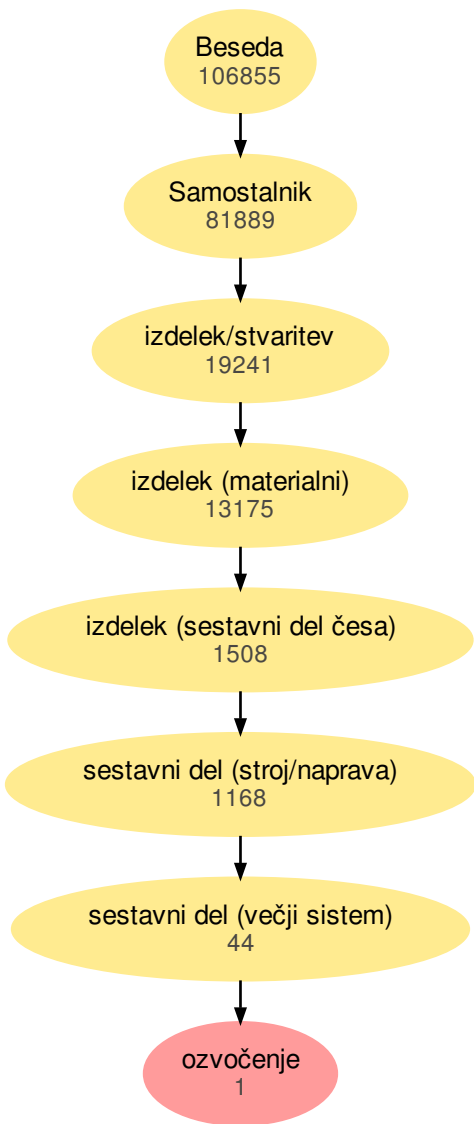 Beseda
106855
Samostalnik
81889
izdelek/stvaritev
19241
izdelek (materialni)
13175
izdelek (sestavni del česa)
1508
sestavni del (stroj/naprava)
1168
sestavni del (večji sistem)
44
ozvočenje
1